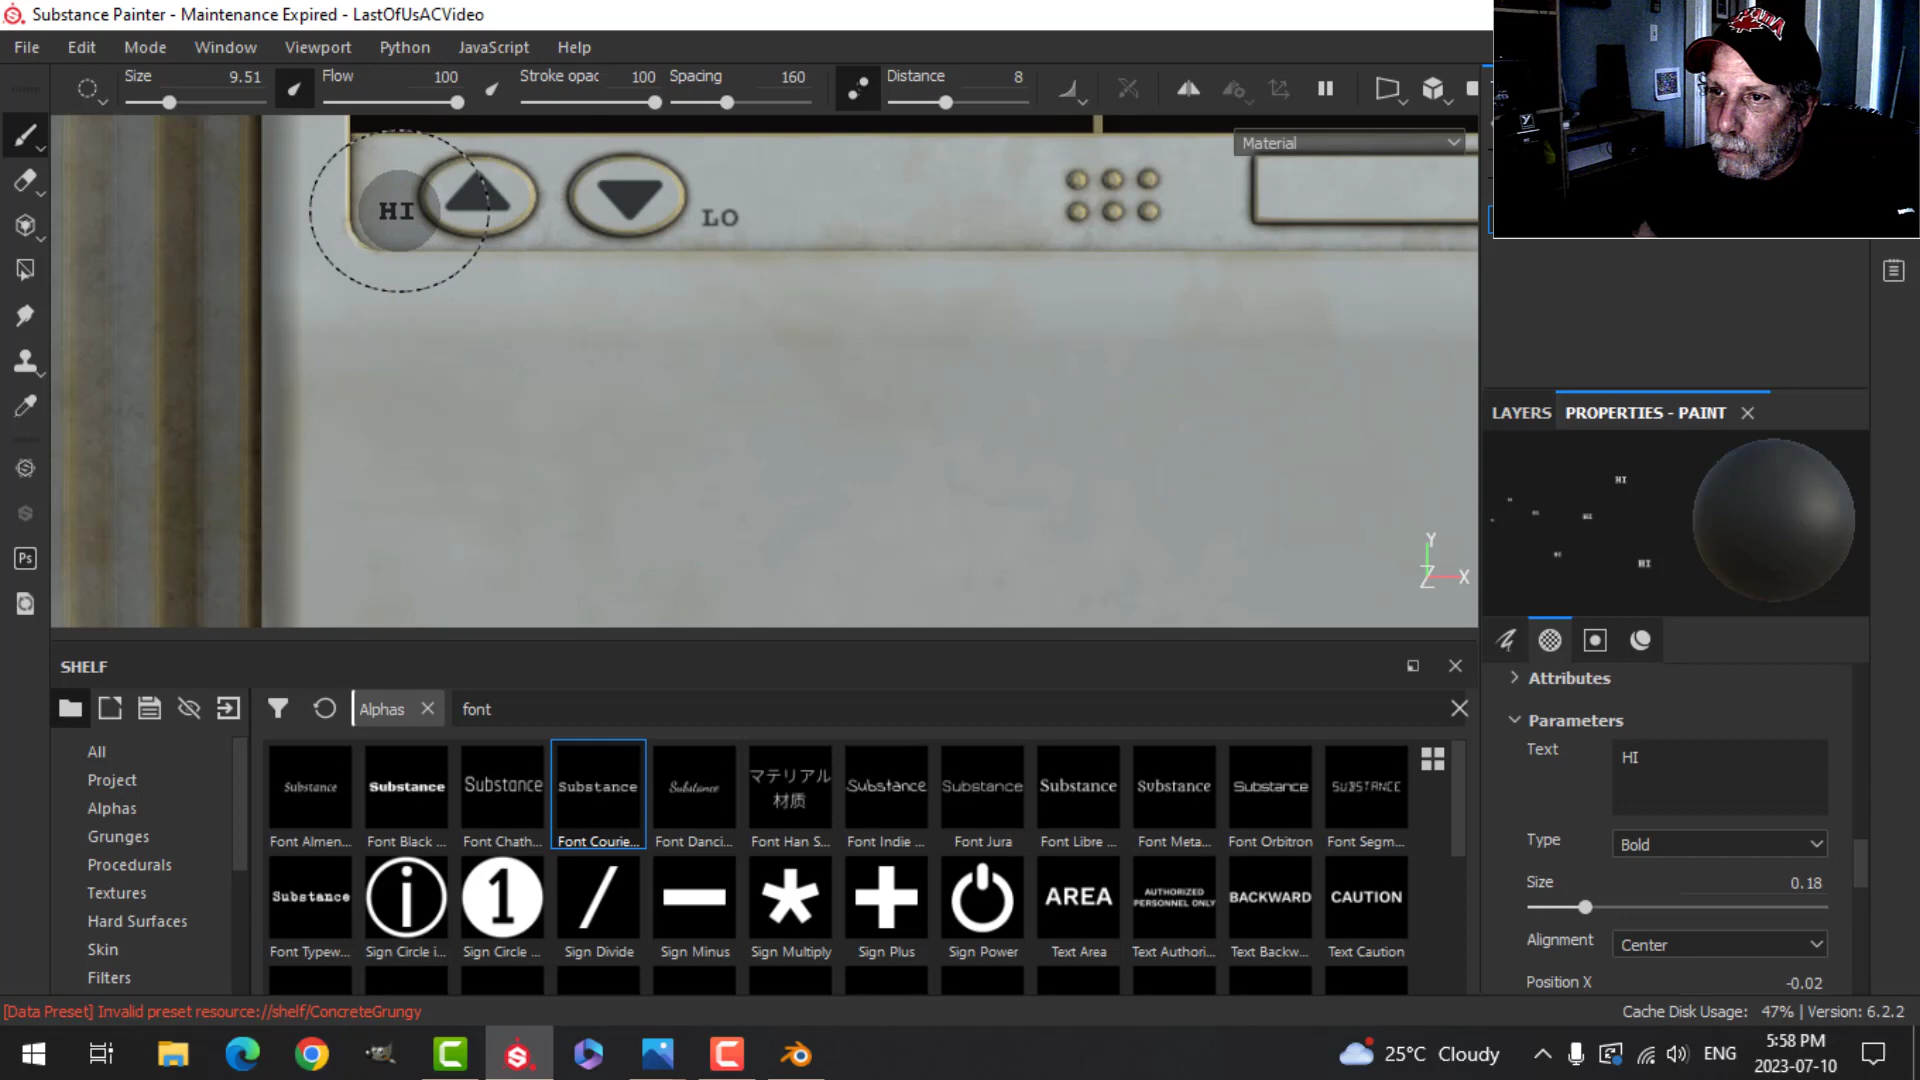 Substance Painter - Maintenance Expired - LastOfUsACVideo
File Edit Mode Window Viewport Python JavaScript Help
Size 9.51 Flow 100 Stroke opac 100 Spacing 160 Distance 8
Material
HI LO
Y
Z X
LAYERS PROPERTIES - PAINT
HI
HI
HI
Ps
SHELF
Alphas font
All
Project
Alphas
Grunges
Procedurals
Textures
Hard Surfaces
Skin
Filters
Substance Substance Substance Substance Substance マテリアル 材质 Substance Substance Substance Substance Substance SUBSTANCE
Font Almen... Font Black ... Font Chath... Font Courie... Font Danci... Font Han S... Font Indie ... Font Jura Font Libre ... Font Meta... Font Orbitron Font Segm...
Substance i 1 / AREA AUTHORIZED PERSONNEL ONLY BACKWARD CAUTION
Font Typew... Sign Circle i... Sign Circle ... Sign Divide Sign Minus Sign Multiply Sign Plus Sign Power Text Area Text Authori... Text Backw... Text Caution
Attributes
Parameters
Text HI
Type Bold
Size 0.18
Alignment Center
Position X -0.02
[Data Preset] Invalid preset resource://shelf/ConcreteGrungy
Cache Disk Usage: 47% | Version: 6.2.2
25°C Cloudy ENG 5:58 PM
2023-07-10